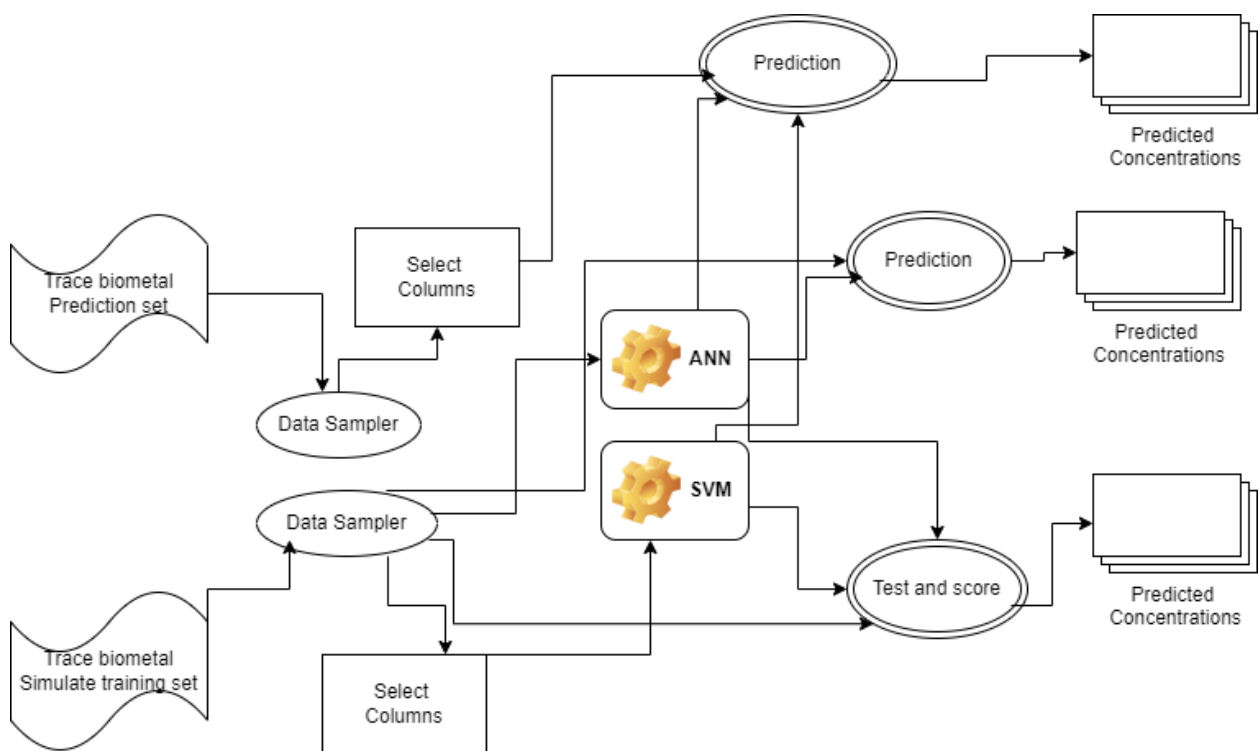 Prediction
Predicted
Concentrations
Trace biometal
Prediction set
Select
Columns
Prediction
Predicted
Concentrations
ANN
Data Sampler
SVM
Data Sampler
Test and score
Predicted
Concentrations
Trace biometal
Simulate training set
Select
Columns